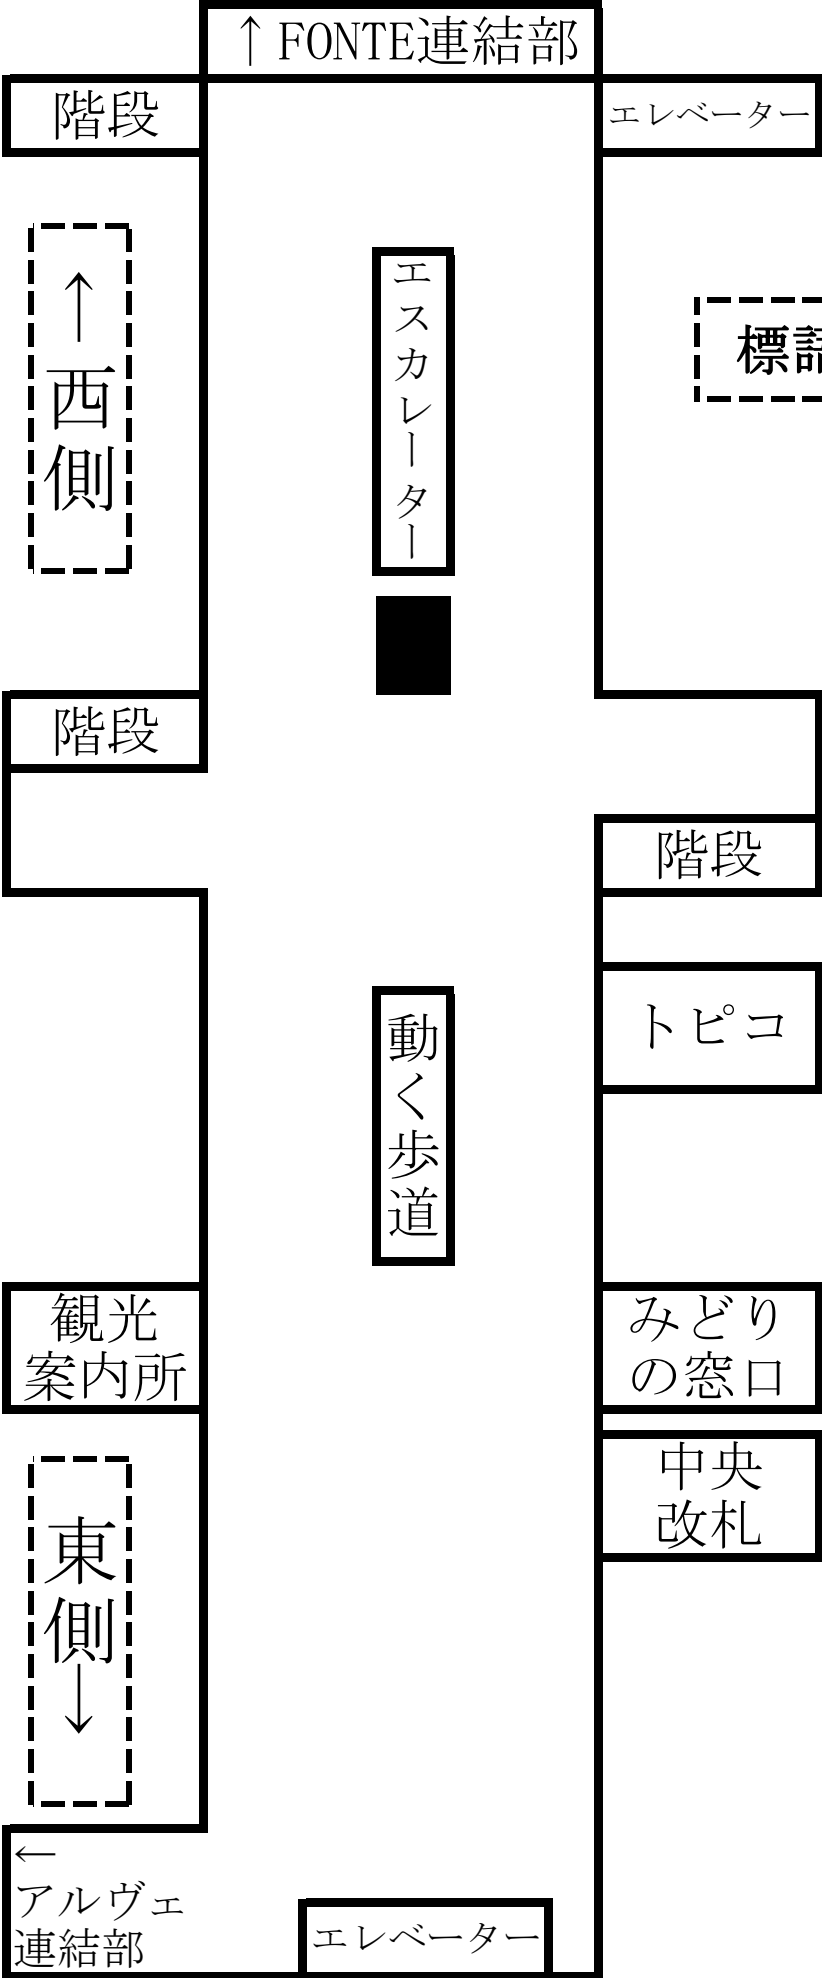 ↑FONTE連結部
階段
エレベーター
↑西側
エスカレーター
階段
階段
トピコ
動く歩道
観光
案内所
みどり
の窓口
中央
改札
東側↓
←
アルヴェ
連結部
エレベーター